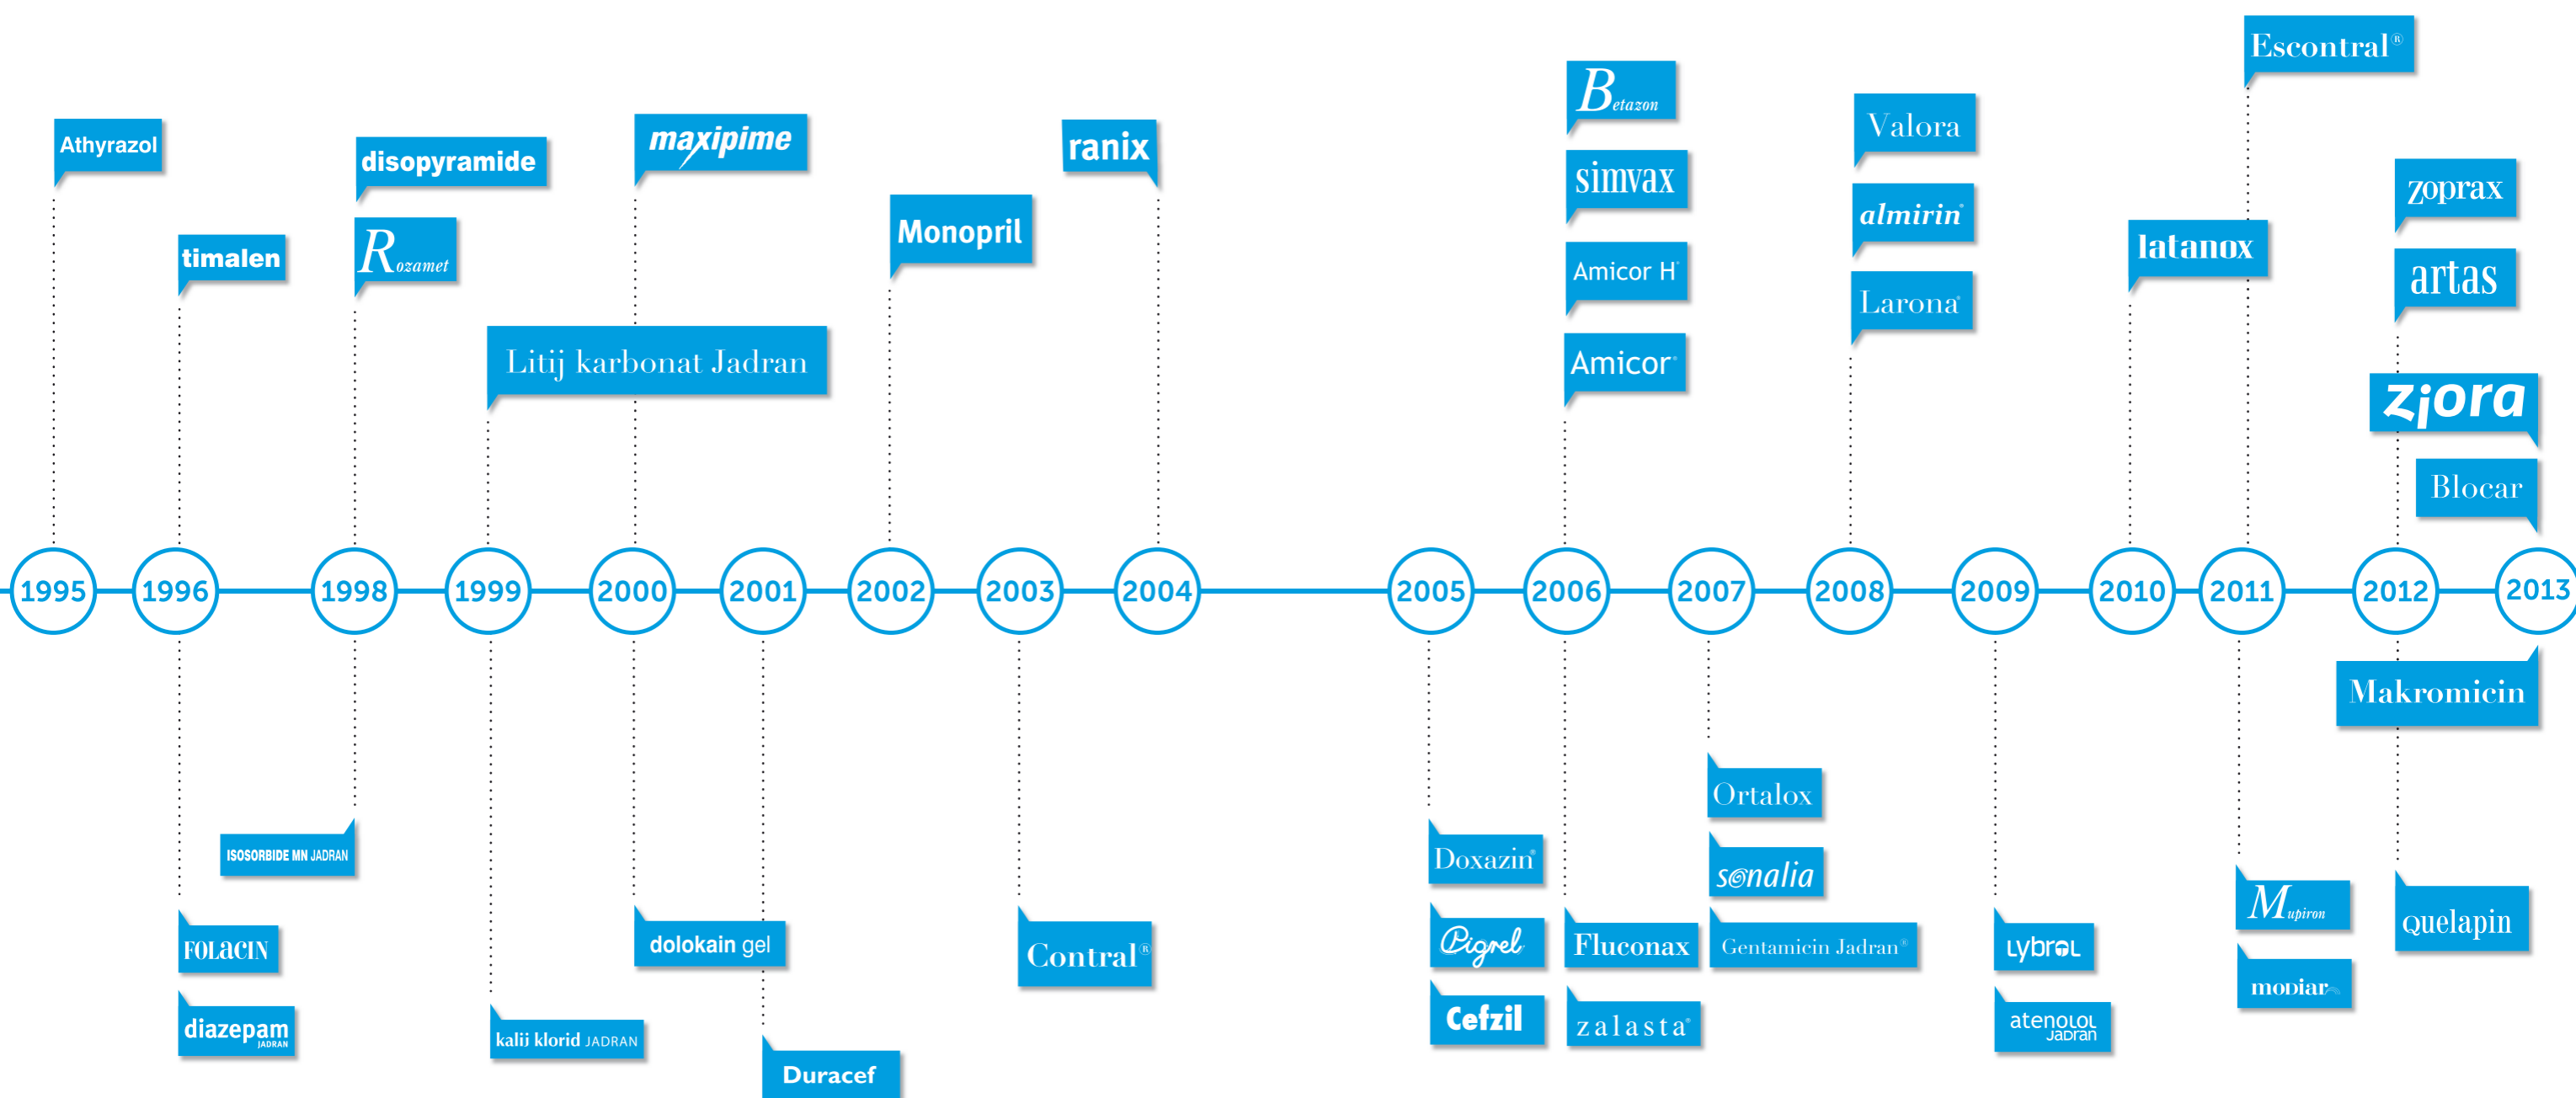 Escontral®
Betazon
Valora
maxipime
Athyrazol
ranix
disopyramide
simvax
zoprax
almirin®
Monopril
Rozamet
latanox
timalen
Amicor H®
artas
Larona®
Litij karbonat Jadran
Amicor®
zjora
Blocar
1995 1996 1998 1999 2000 2001 2002 2003 2004 2005 2006 2007 2008 2009 2010 2011 2012 2013
Makromicin
Ortalox
ISOSORBIDE MN JADRAN
Doxazin®
sonalia
Mupiron
Quelapin
FOLACIN
dolokain gel
Contral®
Pigrel
Fluconax
Gentamicin Jadran®
Lybrol
моdiar
Cefzil
zalasta®
atenolol
Jadran
diazepam
JADRAN
kalij klorid JADRAN
Duracef